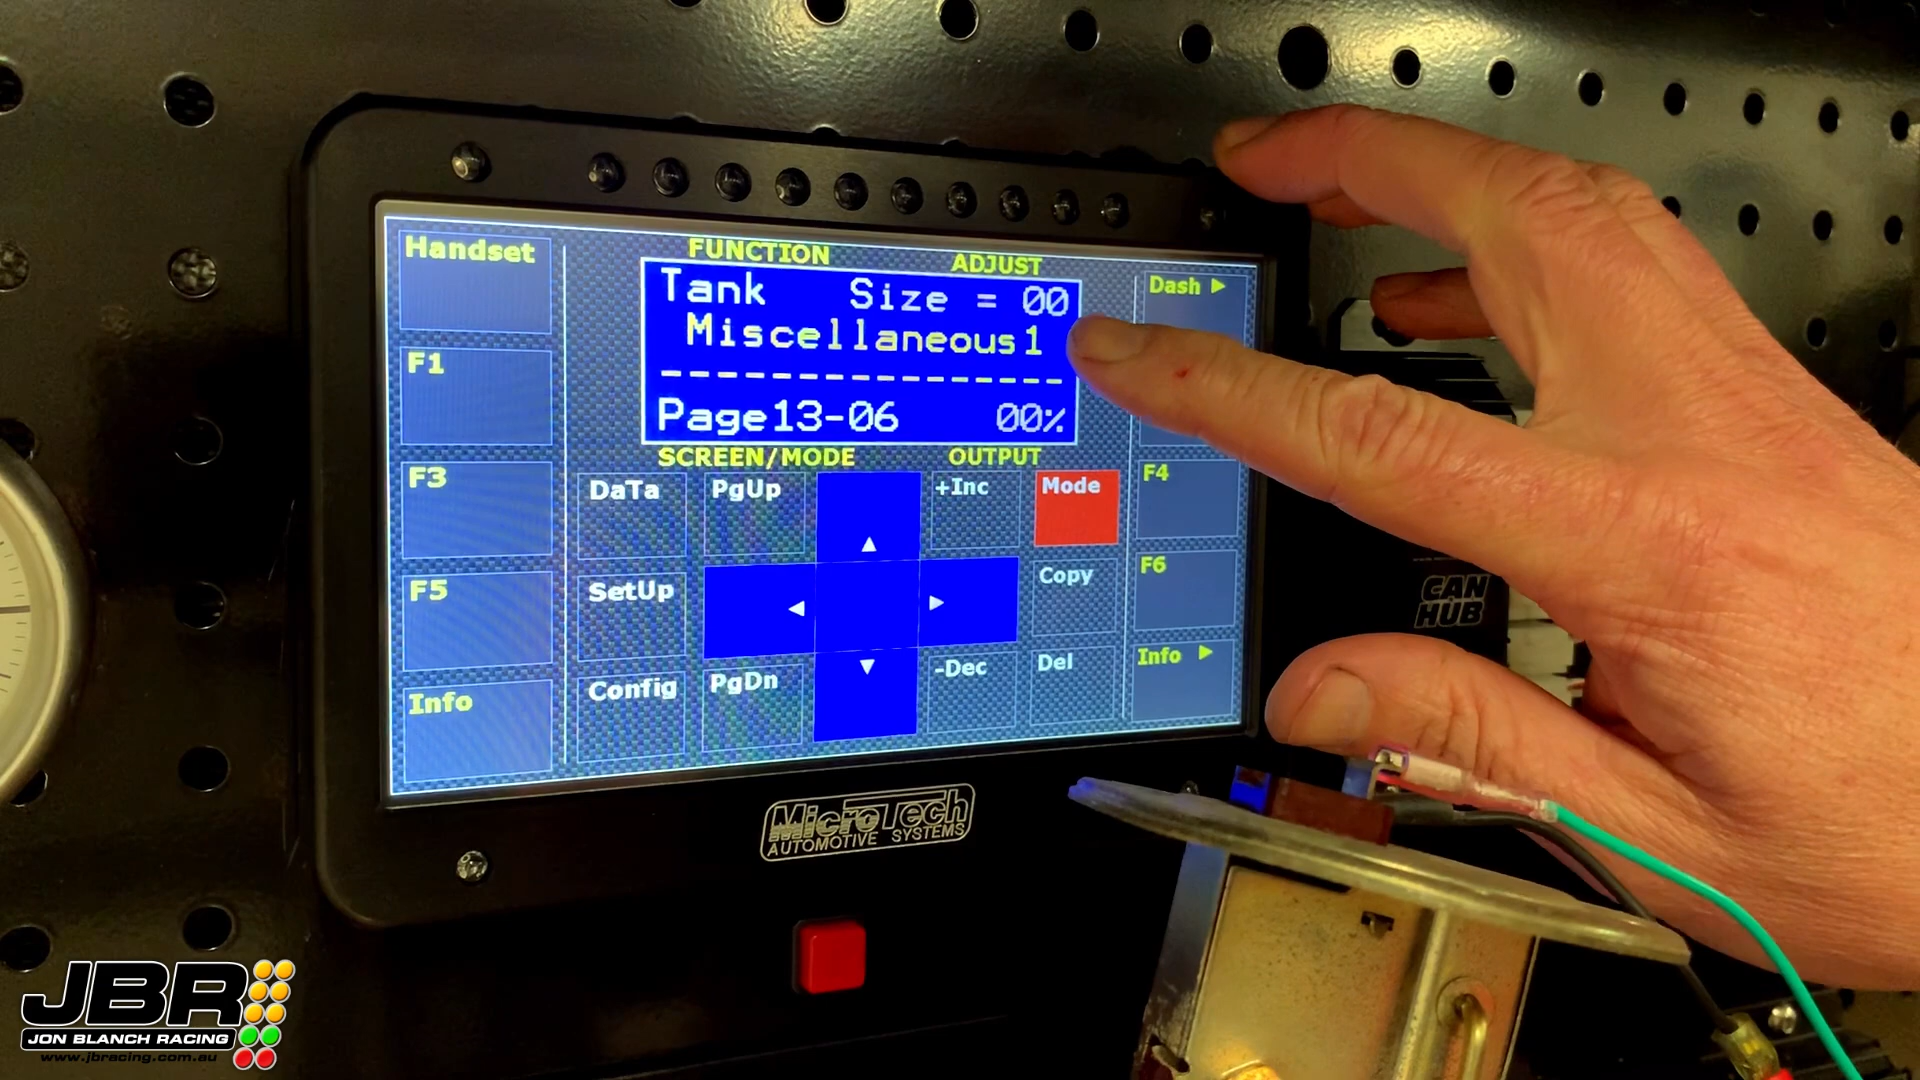 Handset
FUNCTION
ADJUST
Dash ▶
Tank Size = 00
Miscellaneous1
----------------
Page13-06 00%
SCREEN/MODE
OUTPUT
F1
F3
F5
Info
DaTa
PgUp
+Inc
Mode
SetUp
Copy
Config
PgDn
-Dec
Del
F4
F6
Info ▶
CAN
HUB
MicroTech
AUTOMOTIVE SYSTEMS
JBR
JON BLANCH RACING
www.jbracing.com.au